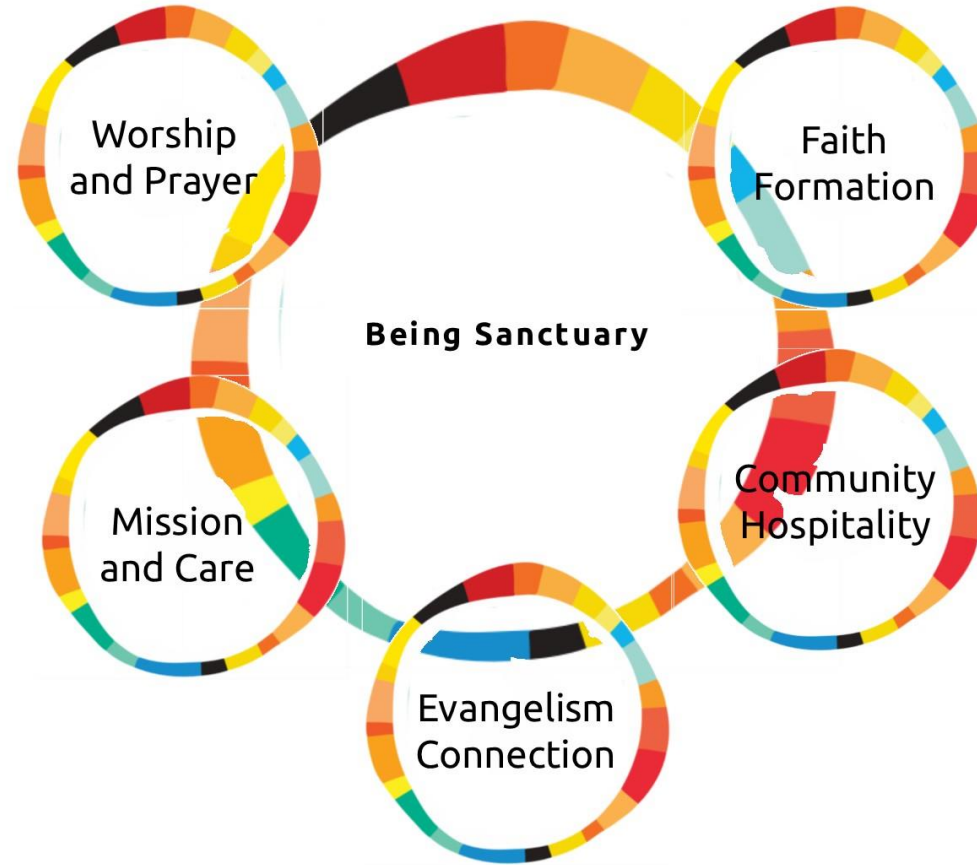 Worship
and Prayer
Faith
Formation
Being Sanctuary
Mission
and Care
Community
Hospitality
Evangelism
Connection